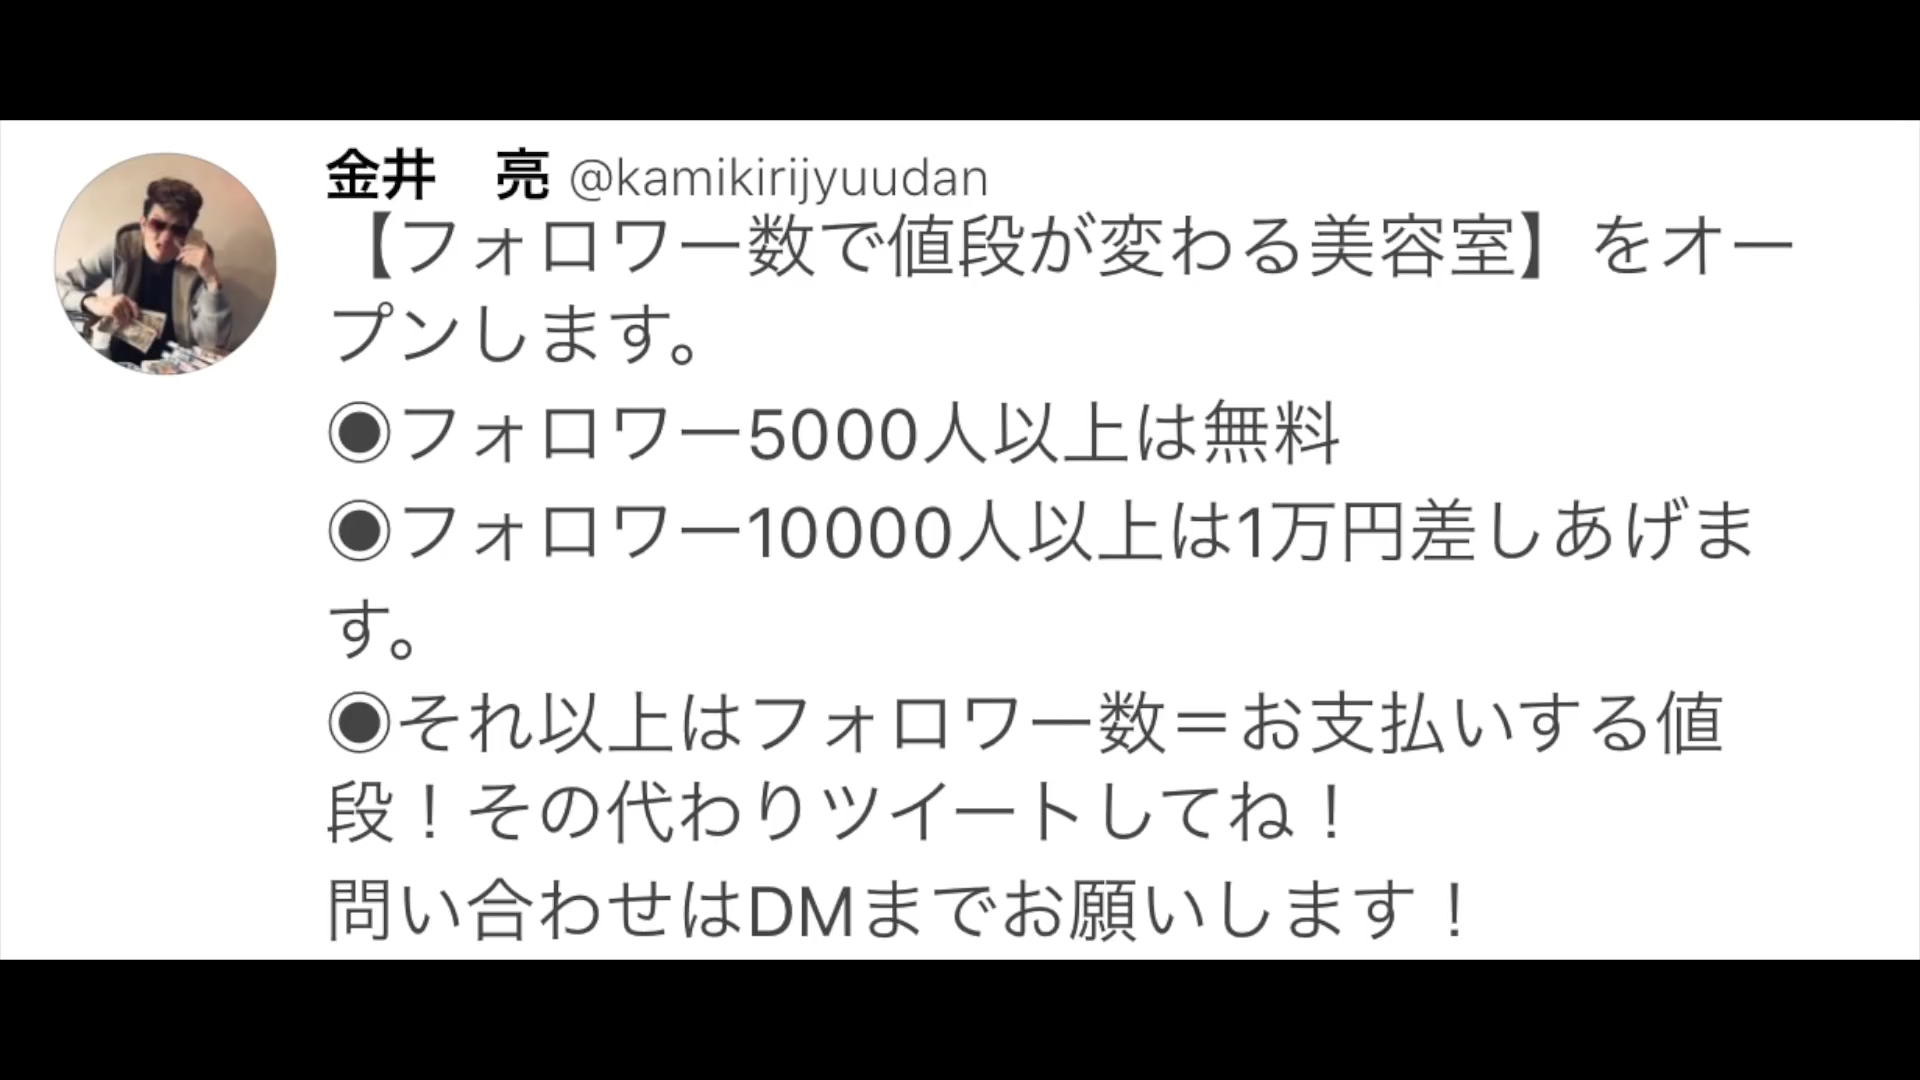 金井　亮 @kamikirijyuudan
【フォロワー数で値段が変わる美容室】 をオー
プンします。
◉フォロワー5000人以上は無料
◉フォロワー10000人以上は1万円差しあげま
す。
◉それ以上はフォロワー数＝お支払いする値
段！その代わりツイートしてね！
問い合わせはDMまでお願いします！